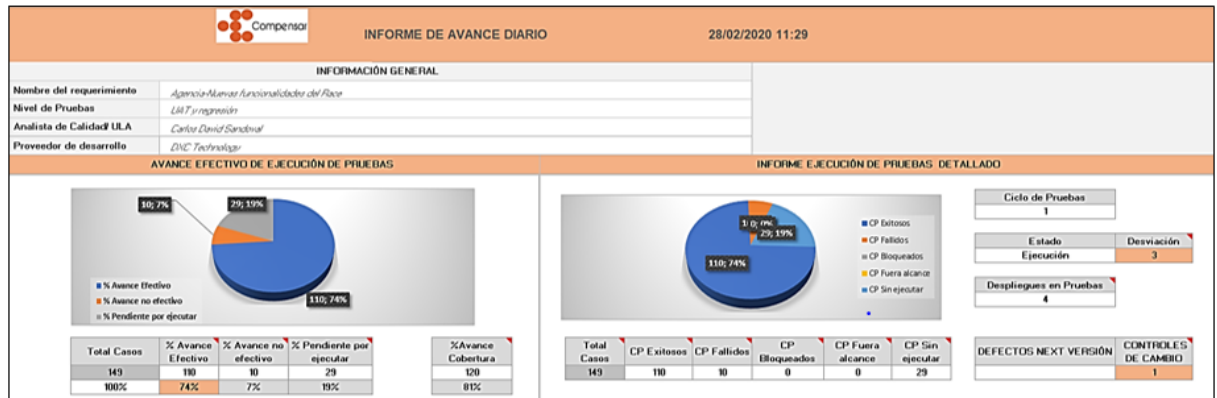 Compensar
INFORME DE AVANCE DIARIO
28/02/2020 11:29
INFORMACIÓN GENERAL
Nombre del requerimiento Agencia-Nuevas funcionalidades del Race
Nivel de Pruebas UAT y regresión
Analista de Calidad/ ULA Carlos David Sandoval
Proveedor de desarrollo DXC Technology
AVANCE EFECTIVO DE EJECUCIÓN DE PRUEBAS
10; 7%
29; 19%
110; 74%
% Avance Efectivo
% Avance no efectivo
% Pendiente por ejecutar
Total Casos % Avance Efectivo % Avance no efectivo % Pendiente por ejecutar
149 110 10 29
100% 74% 7% 19%
%Avance Cobertura
120
81%
INFORME EJECUCIÓN DE PRUEBAS DETALLADO
29; 19%
110; 74%
CP Exitosos
CP Fallidos
CP Bloqueados
CP Fuera alcance
CP Sin ejecutar
Total Casos CP Exitosos CP Fallidos CP Bloqueados CP Fuera alcance CP Sin ejecutar
149 110 10 0 0 29
Ciclo de Pruebas
1
Estado Desviación
Ejecución 3
Despliegues en Pruebas
4
DEFECTOS NEXT VERSIÓN CONTROLES DE CAMBIO
1